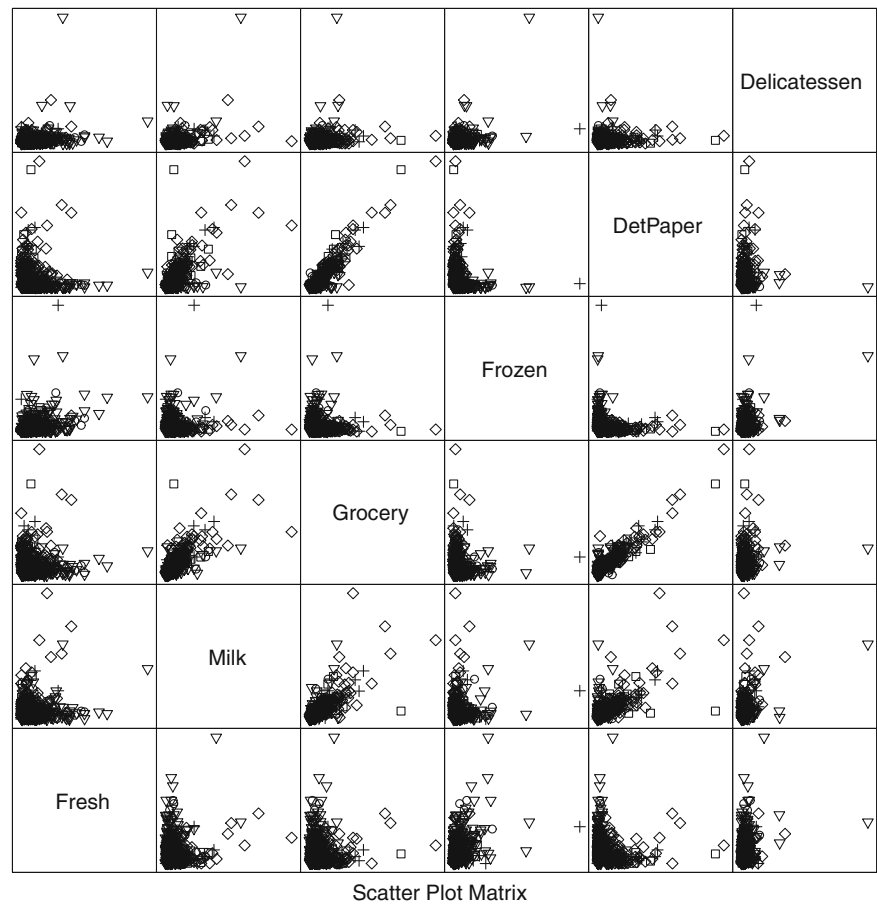 Delicatessen
DetPaper
Frozen
Grocery
Milk
Fresh
Scatter Plot Matrix